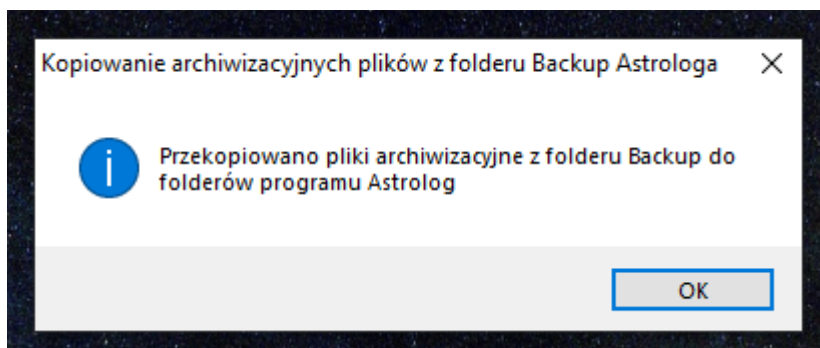 Kopiowanie archiwizacyjnych plików z folderu Backup Astrologa
Przekopiowano pliki archiwizacyjne z folderu Backup do
folderów programu Astrolog
OK